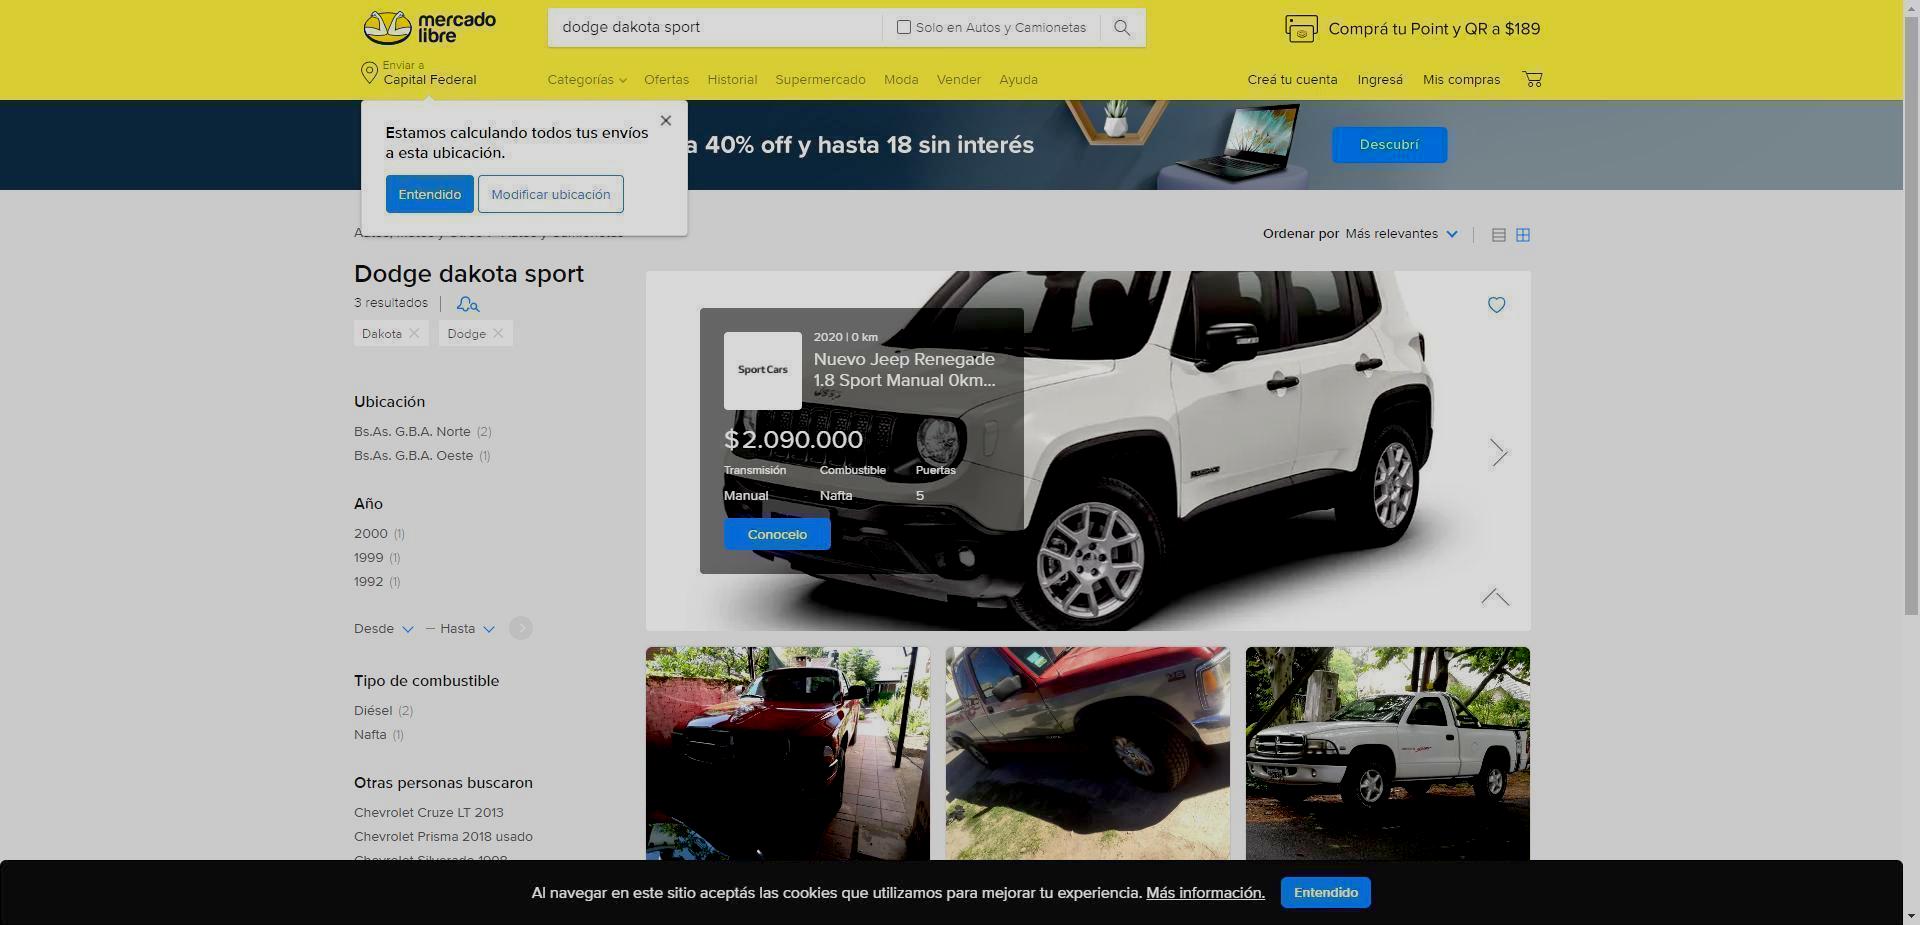 mercado
libre
dodge dakota sport
Solo en Autos y Camionetas
Comprá tu Point y QR a $189
Enviar a
Capital Federal
Categorías
Ofertas
Historial
Supermercado
Moda
Vender
Ayuda
Creá tu cuenta
Ingresá
Mis compras
Estamos calculando todos tus envíos
a esta ubicación.
Entendido
Modificar ubicación
a 40% off y hasta 18 sin interés
Descubrí
Ordenar por Más relevantes
Dodge dakota sport
3 resultados
Dakota
Dodge
Ubicación
Bs.As. G.B.A. Norte (2)
Bs.As. G.B.A. Oeste (1)
Año
2000 (1)
1999 (1)
1992 (1)
Desde – Hasta
Tipo de combustible
Diésel (2)
Nafta (1)
Otras personas buscaron
Chevrolet Cruze LT 2013
Chevrolet Prisma 2018 usado
Sport Cars
2020 | 0 km
Nuevo Jeep Renegade
1.8 Sport Manual 0km...
$ 2.090.000
Transmisión Combustible Puertas
Manual Nafta 5
Conocelo
Al navegar en este sitio aceptás las cookies que utilizamos para mejorar tu experiencia. Más información.
Entendido